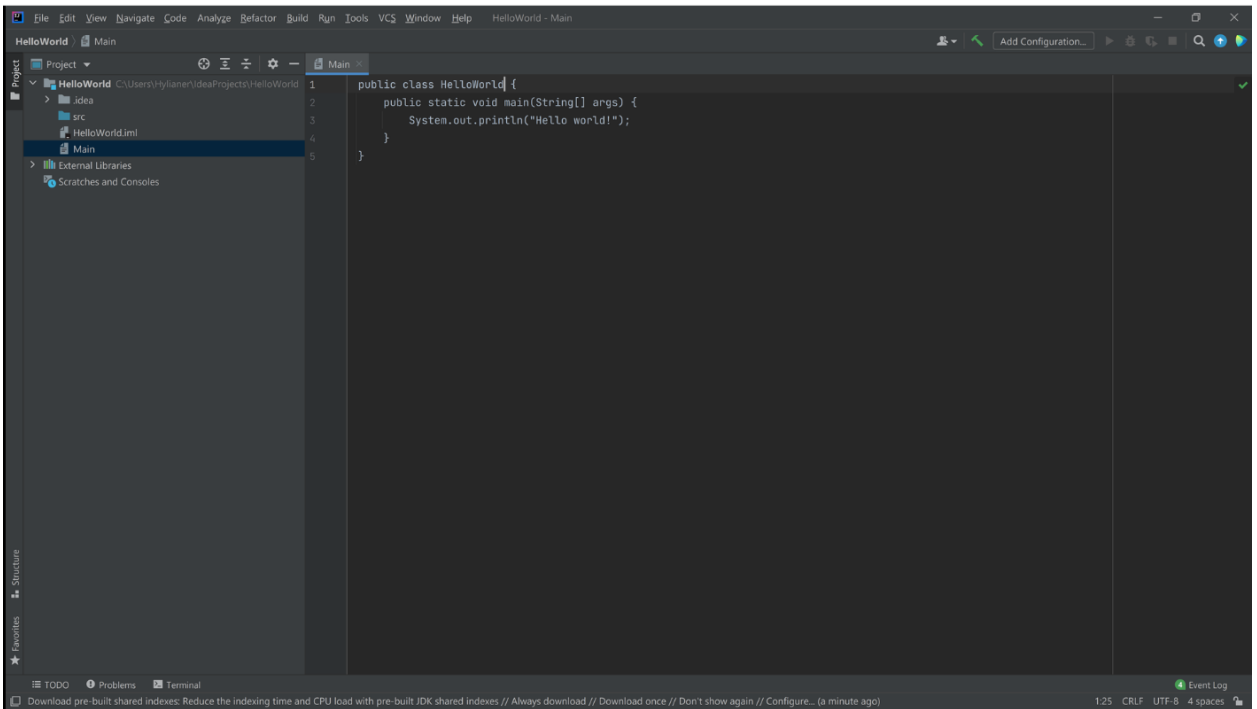 File Edit View Navigate Code Analyze Refactor Build Run Tools VCS Window Help HelloWorld - Main
HelloWorld Main Add Configuration...
Project Main
HelloWorld C:\Users\Hylianer\IdeaProjects\HelloWorld
.idea
src
HelloWorld.iml
Main
External Libraries
Scratches and Consoles
1 public class HelloWorld {
2 public static void main(String[] args) {
3 System.out.println("Hello world!");
4 }
5 }
Project
Structure
Favorites
TODO Problems Terminal 4 Event Log
Download pre-built shared indexes: Reduce the indexing time and CPU load with pre-built JDK shared indexes // Always download // Download once // Don't show again // Configure... (a minute ago) 1:25 CRLF UTF-8 4 spaces